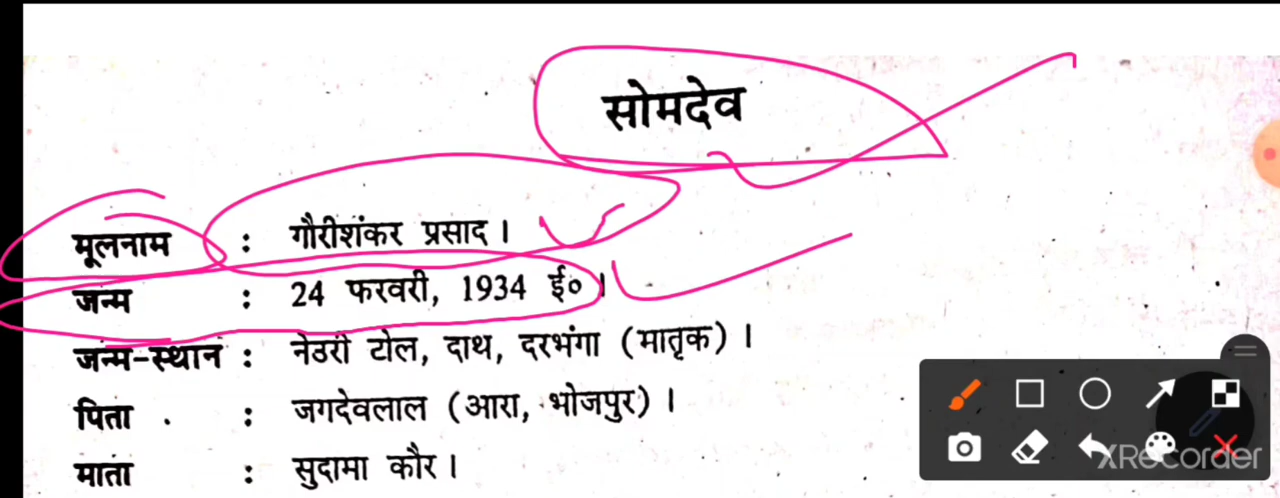 सोमदेव
मूलनाम : गौरीशंकर प्रसाद ।
जन्म : 24 फरवरी, 1934 ई० ।
जन्म-स्थान : नेउरी टोल, दाथ, दरभंगा (मातृक) ।
पिता : जगदेवलाल (आरा, भोजपुर) ।
माता : सुदामा कौर ।
XRecorder